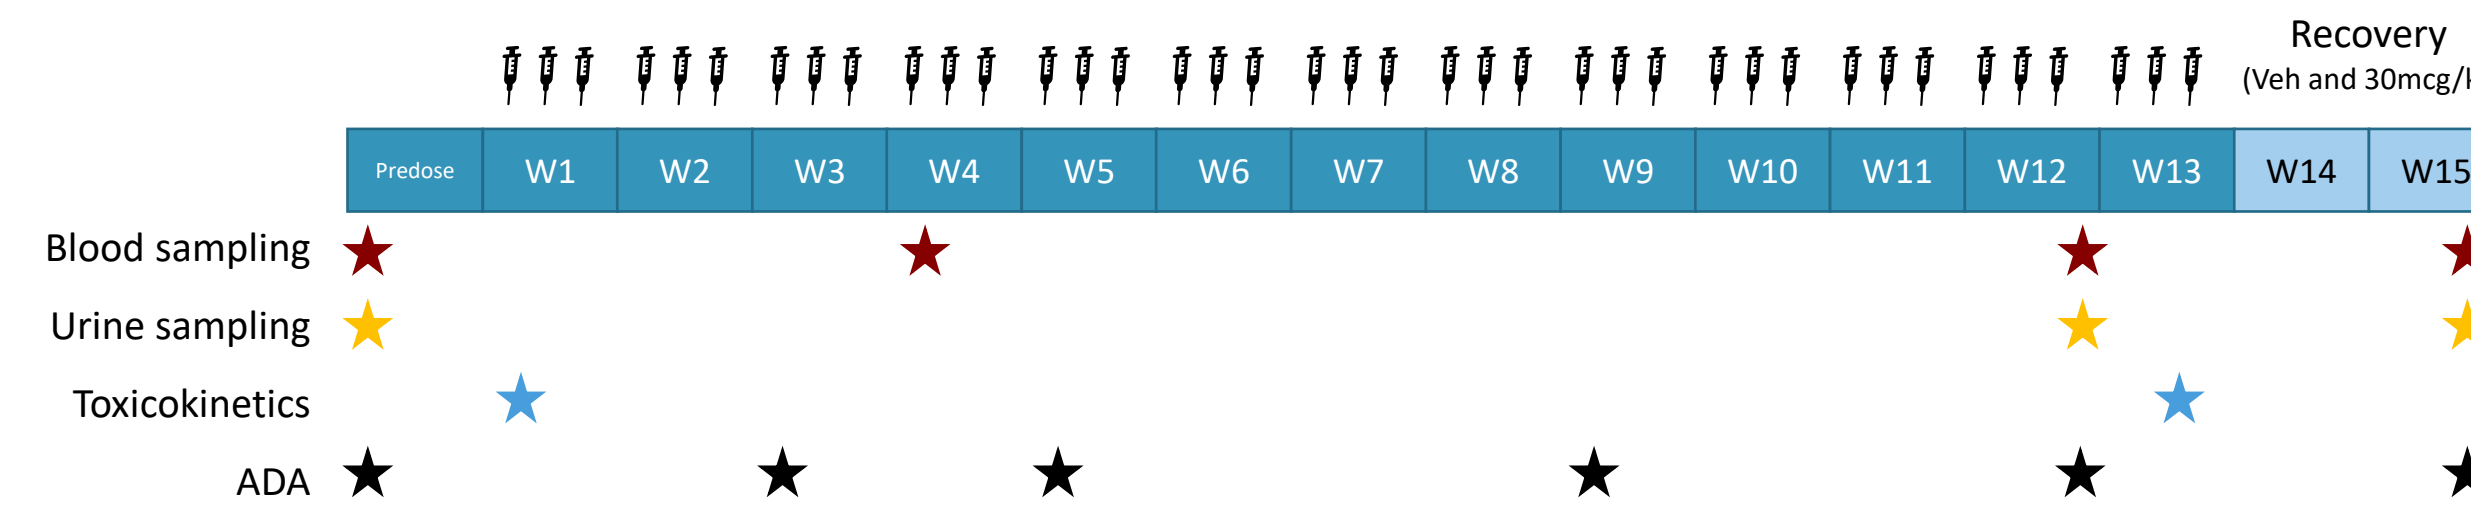 Recovery
(Veh and 30mcg/k
Predose W1 W2 W3 W4 W5 W6 W7 W8 W9 W10 W11 W12 W13 W14 W15
Blood sampling
Urine sampling
Toxicokinetics
ADA